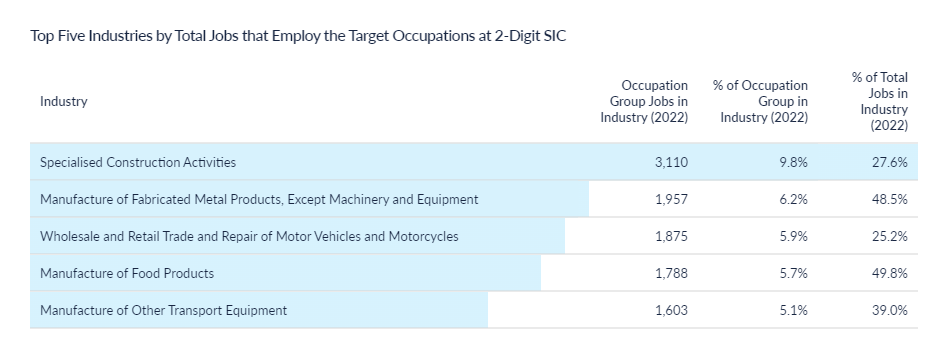 Top Five Industries by Total Jobs that Employ the Target Occupations at 2-Digit SIC
Industry
Occupation
Group Jobs in
Industry (2022)
% of Occupation
Group in
Industry (2022)
% of Total
Jobs in
Industry
(2022)
Specialised Construction Activities 3,110 9.8% 27.6%
Manufacture of Fabricated Metal Products, Except Machinery and Equipment 1,957 6.2% 48.5%
Wholesale and Retail Trade and Repair of Motor Vehicles and Motorcycles 1,875 5.9% 25.2%
Manufacture of Food Products 1,788 5.7% 49.8%
Manufacture of Other Transport Equipment 1,603 5.1% 39.0%